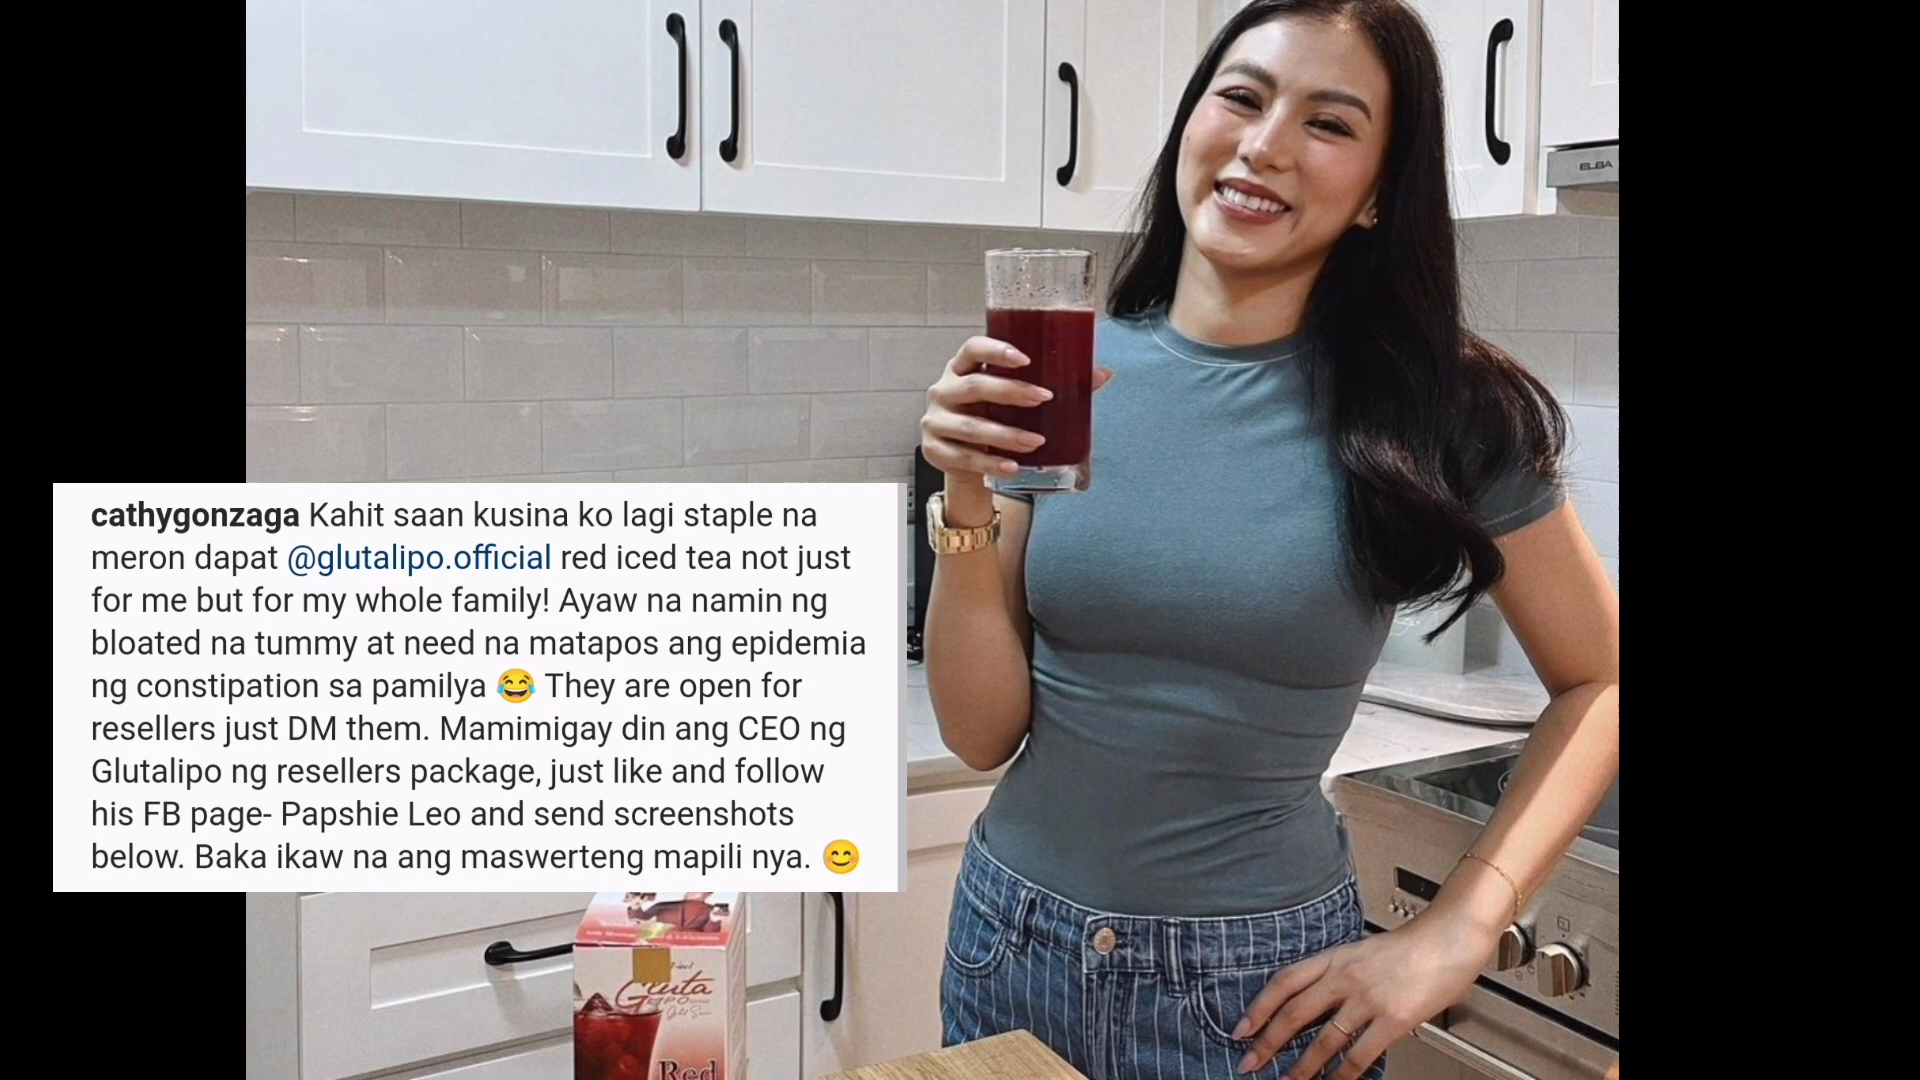 ELBA
cathygonzaga Kahit saan kusina ko lagi staple na
meron dapat @glutalipo.official red iced tea not just
for me but for my whole family! Ayaw na namin ng
bloated na tummy at need na matapos ang epidemia
ng constipation sa pamilya 😂 They are open for
resellers just DM them. Mamimigay din ang CEO ng
Glutalipo ng resellers package, just like and follow
his FB page- Papshie Leo and send screenshots
below. Baka ikaw na ang maswerteng mapili nya. 😊
Gluta
Red